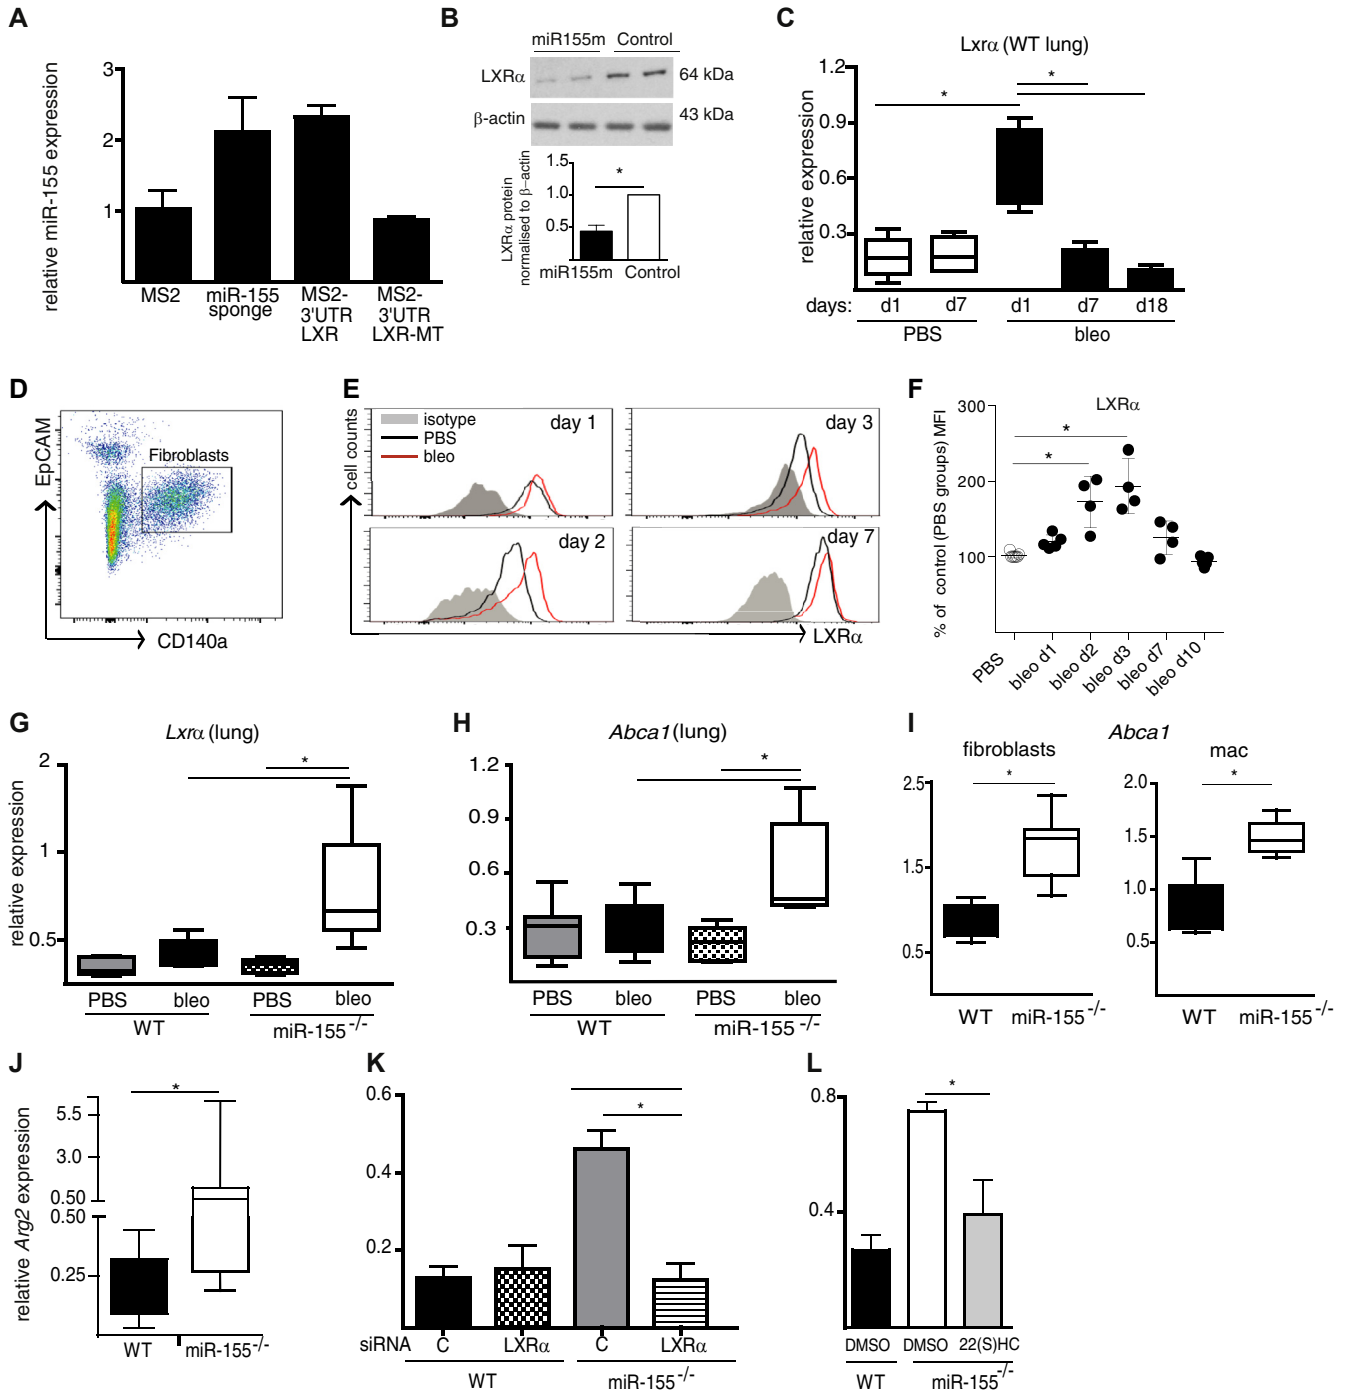 A
relative miR-155 expression
3
2
1
MS2
miR-155
sponge
MS2-
3'UTR
LXR
MS2-
3'UTR
LXR-MT
B
miR155m Control
LXRα
64 kDa
β-actin
43 kDa
LXRα protein
normalised to β-actin
1.5
1.0
0.5
*
miR155m Control
C
Lxrα (WT lung)
relative expression
1.2
0.9
0.6
0.3
*
*
days: d1 d7 d1 d7 d18
PBS bleo
D
EpCAM
Fibroblasts
CD140a
E
cell counts
isotype
PBS
bleo
day 1
day 3
day 2
day 7
LXRα
F
LXRα
% of control (PBS groups) MFI
300
200
100
*
*
PBS
bleo d1
bleo d2
bleo d3
bleo d7
bleo d10
G
Lxrα (lung)
relative expression
2
1
0.5
*
PBS bleo PBS bleo
WT miR-155-/-
H
Abca1 (lung)
1.2
0.9
0.6
0.3
*
PBS bleo PBS bleo
WT miR-155-/-
I
Abca1
fibroblasts
mac
2.5
1.5
0.5
*
WT miR-155-/-
2.0
1.5
1.0
0.5
*
WT miR-155-/-
J
relative Arg2 expression
5.5
3.0
0.50
0.50
0.25
*
WT miR-155-/-
K
0.6
0.4
0.2
*
siRNA C LXRα C LXRα
WT miR-155-/-
L
0.8
0.4
*
DMSO DMSO 22(S)HC
WT miR-155-/-